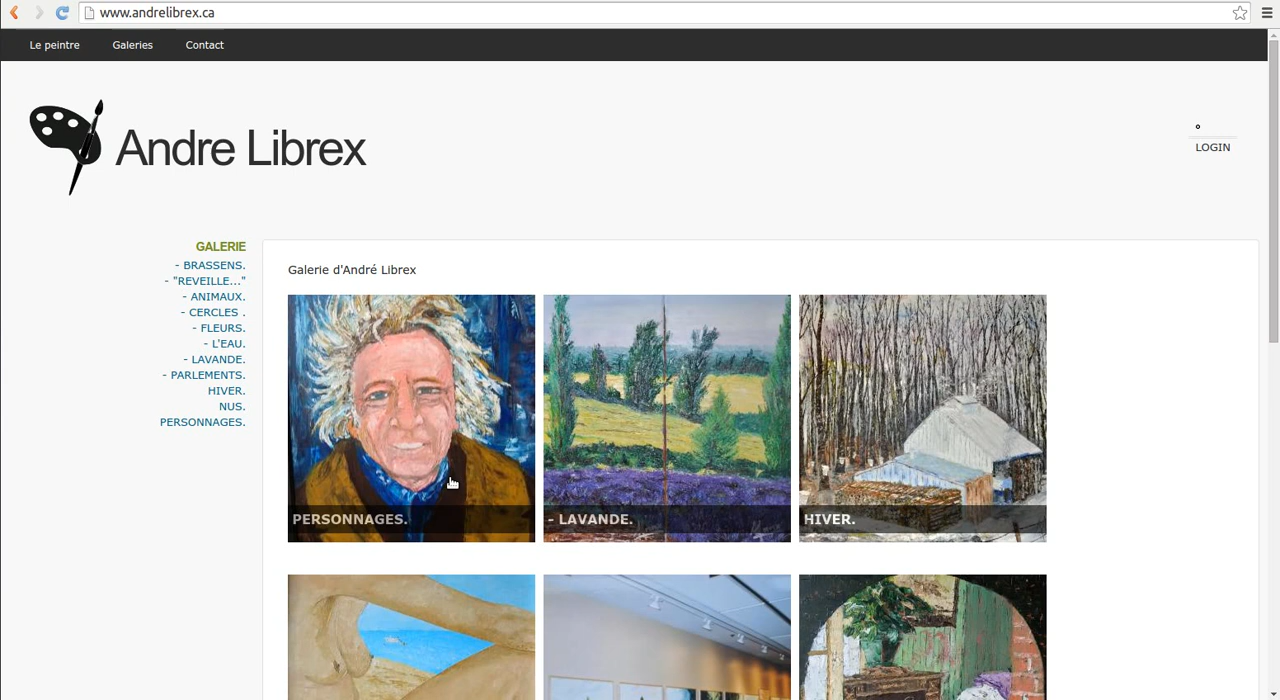 www.andrelibrex.ca
Le peintre Galeries Contact
Andre Librex
LOGIN
GALERIE
- BRASSENS.
- "REVEILLE..."
- ANIMAUX.
- CERCLES .
- FLEURS.
- L'EAU.
- LAVANDE.
- PARLEMENTS.
HIVER.
NUS.
PERSONNAGES.
Galerie d'André Librex
PERSONNAGES.
- LAVANDE.
HIVER.